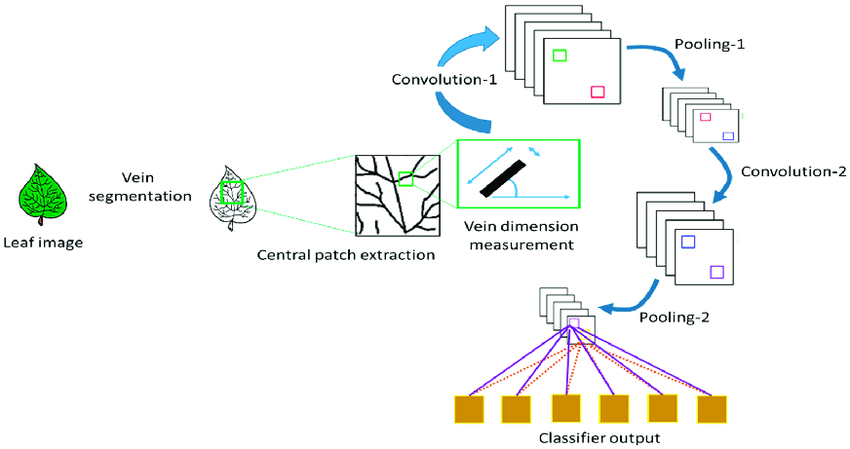 Leaf image
Vein
segmentation
Central patch extraction
Vein dimension
measurement
Convolution-1
Pooling-1
Convolution-2
Pooling-2
Classifier output